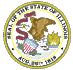 SEAL OF THE STATE OF ILLINOIS
AUG. 26TH 1818